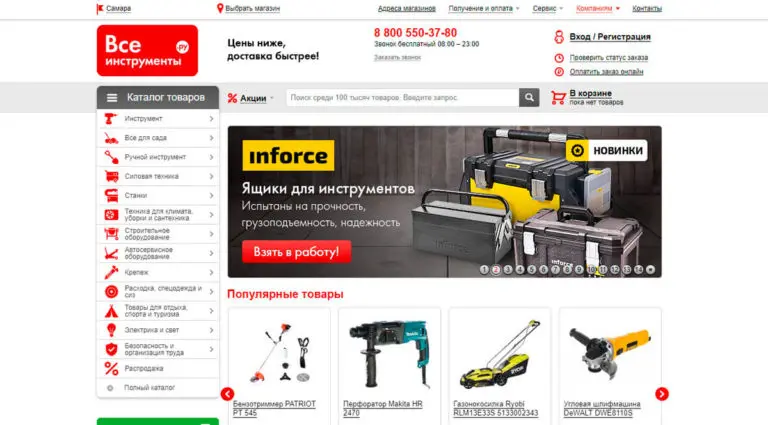 Самара
Выбрать магазин
Адреса магазинов
Получение и оплата
Сервис
Компаниям
Контакты
Все
инструменты
.РУ
Цены ниже,
доставка быстрее!
8 800 550-37-80
Звонок бесплатный 08:00 – 23:00
Заказать звонок
Вход / Регистрация
Проверить статус заказа
Оплатить заказ онлайн
Каталог товаров
% Акции
Поиск среди 100 тысяч товаров. Введите запрос.
В корзине
пока нет товаров
Инструмент
Все для сада
Ручной инструмент
Силовая техника
Станки
Техника для климата,
уборки и сантехника
Строительное
оборудование
Автосервисное
оборудование
Крепеж
Расходка, спецодежда и
сиз
Товары для отдыха,
спорта и туризма
Электрика и свет
Безопасность и
организация труда
% Распродажа
Полный каталог
inforce
НОВИНКИ
Ящики для инструментов
Испытаны на прочность,
грузоподъемность, надежность
Взять в работу!
inforce
inforce
1 2 3 4 5 6 7 8 9 10 11 12 13 14
Популярные товары
makita
RYOBI
Бензотриммер PATRIOT
PT 545
Перфоратор Makita HR
2470
Газонокосилка Ryobi
RLM13E33S 5133002343
Угловая шлифмашина
DeWALT DWE8110S